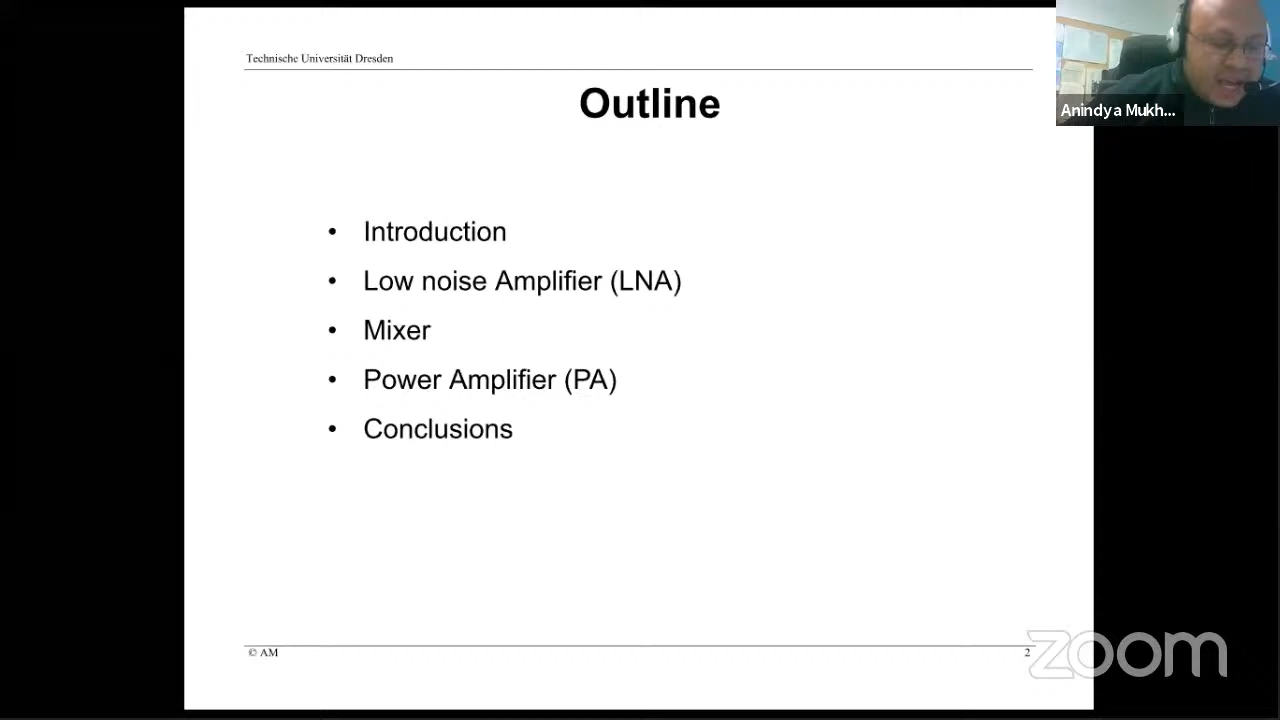 Technische Universität Dresden
Outline
Anindya Mukh...
• Introduction
• Low noise Amplifier (LNA)
• Mixer
• Power Amplifier (PA)
• Conclusions
© AM
2
zoom